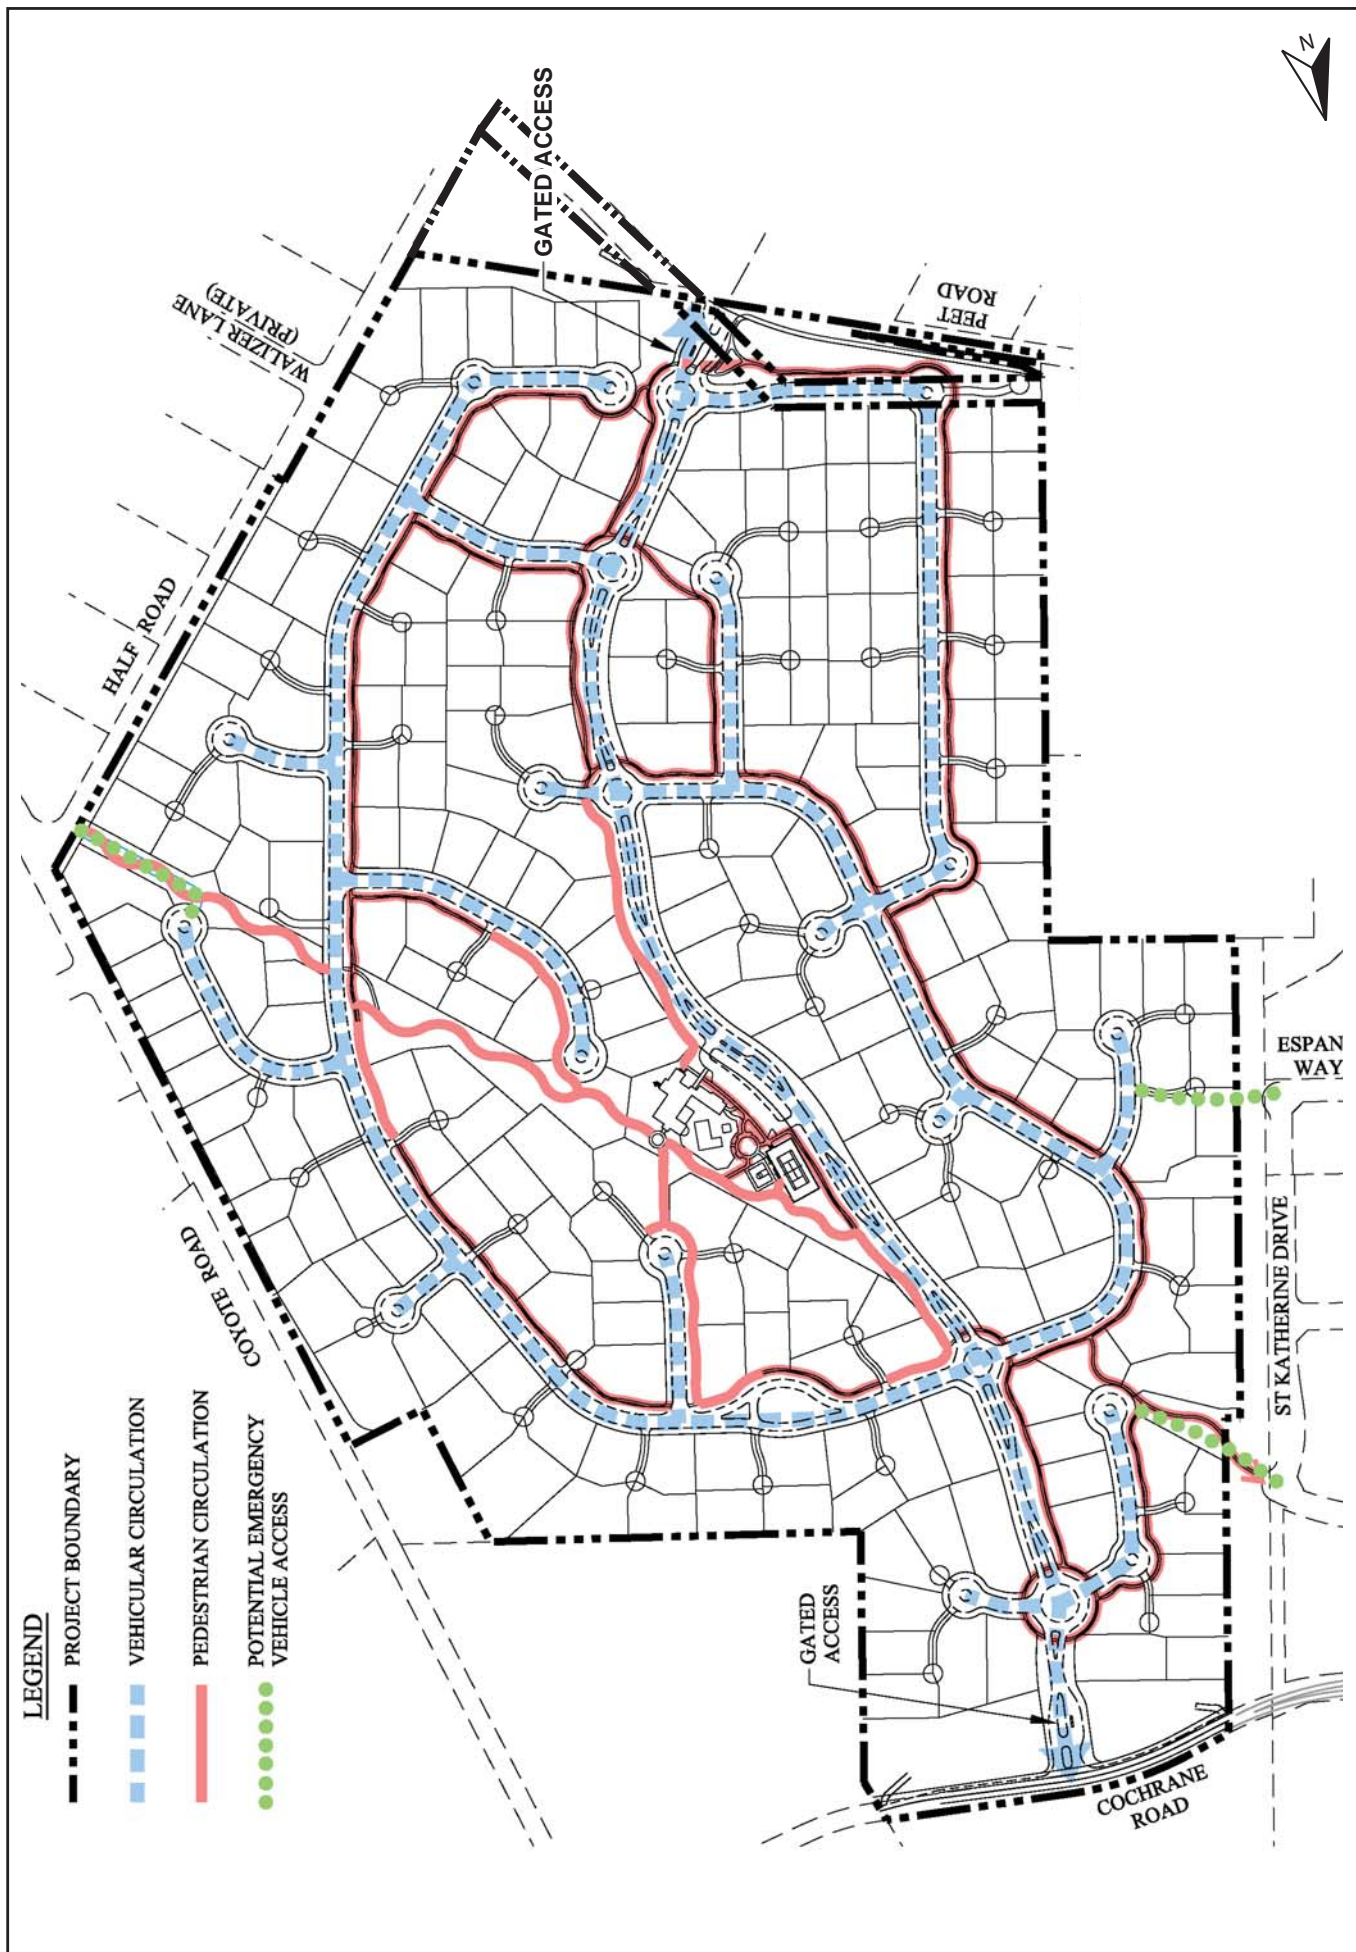 N
GATED ACCESS
WALIZER LANE
(PRIVATE)
PEET
ROAD
HALF ROAD
ESPAN
WAY
ST KATHERINE DRIVE
COYOTE ROAD
GATED
ACCESS
COCHRANE
ROAD
LEGEND
PROJECT BOUNDARY
VEHICULAR CIRCULATION
PEDESTRIAN CIRCULATION
POTENTIAL EMERGENCY
VEHICLE ACCESS